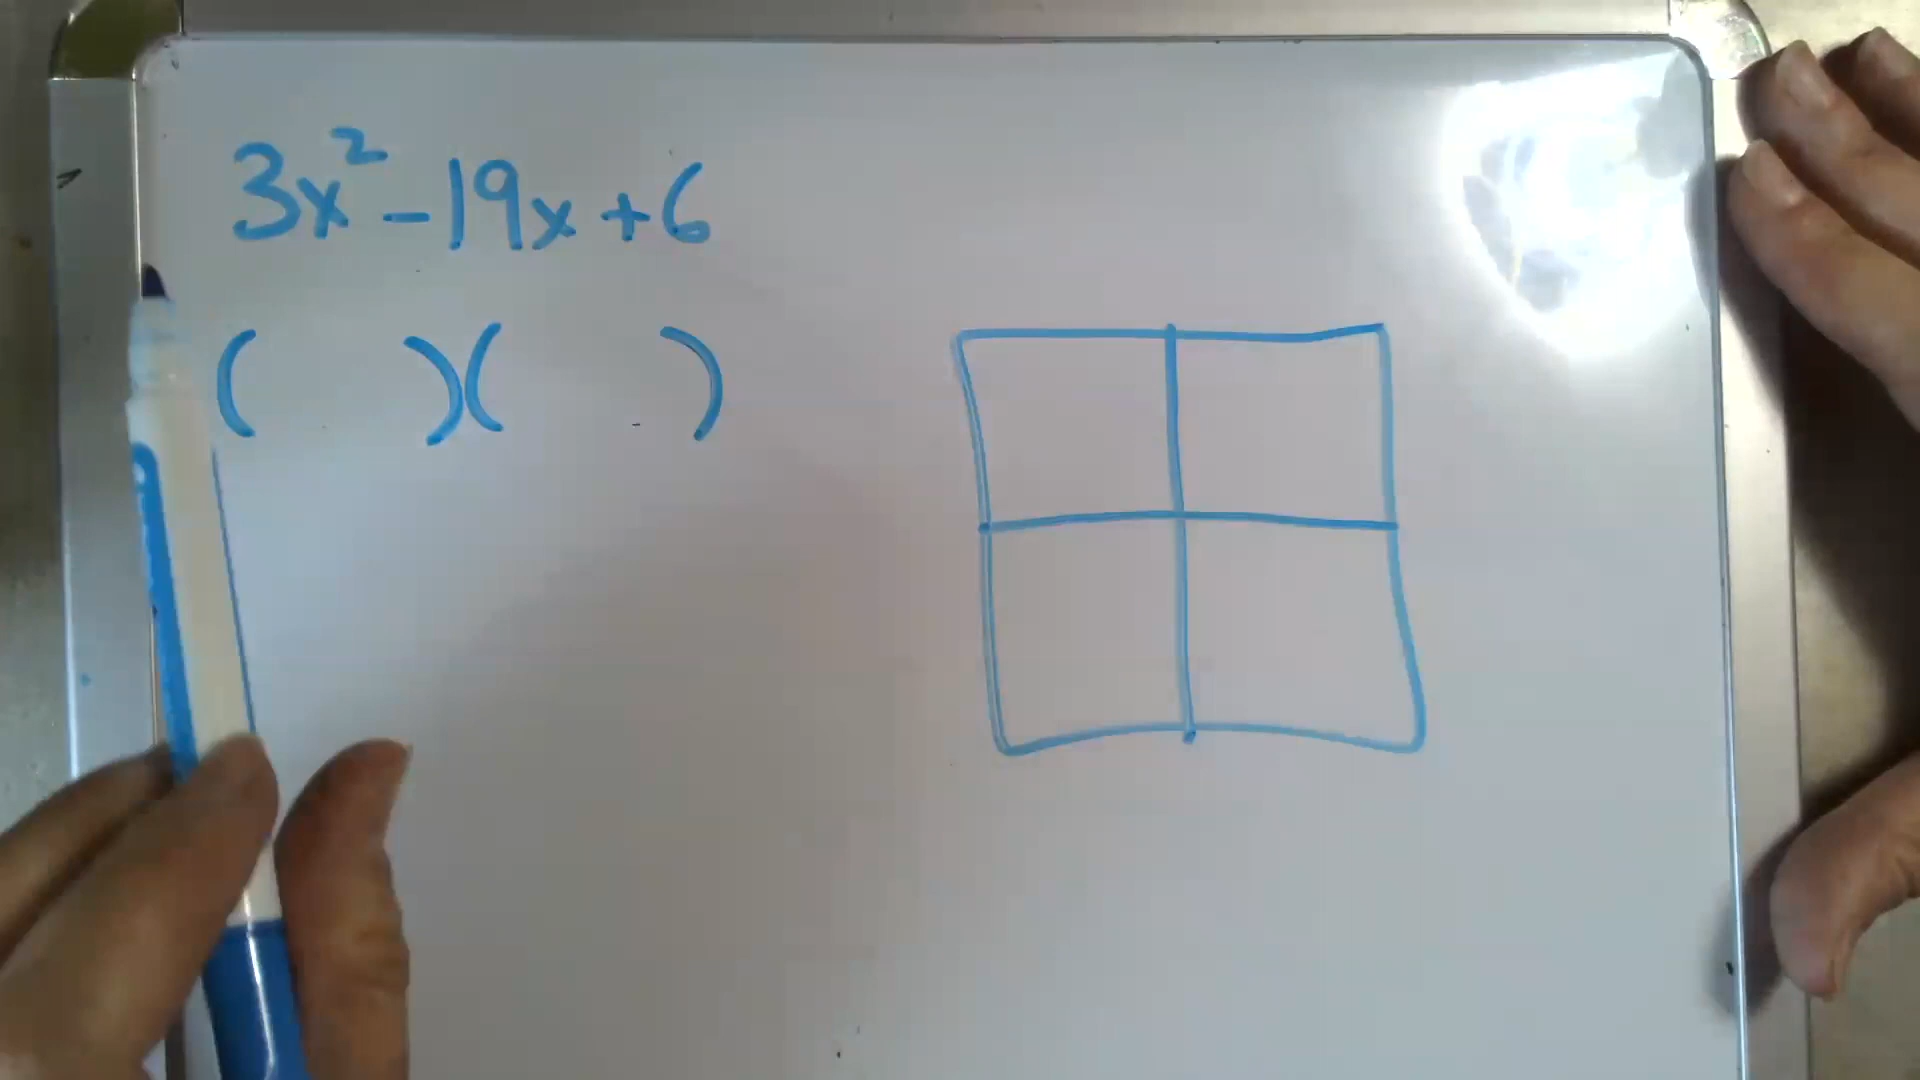 3x² -19x +6
( )( )